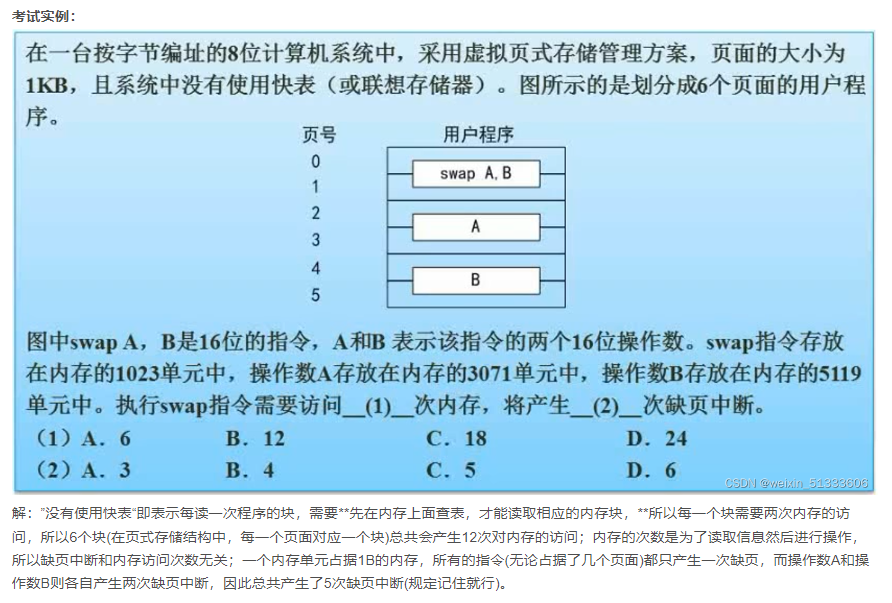 考试实例：
在一台按字节编址的8位计算机系统中，采用虚拟页式存储管理方案，页面的大小为
1KB，且系统中没有使用快表（或联想存储器）。图所示的是划分成6个页面的用户程
序。
页号 用户程序
0
swap A,B
1
2
A
3
4
B
5
图中swap A，B是16位的指令，A和B 表示该指令的两个16位操作数。swap指令存放
在内存的1023单元中，操作数A存放在内存的3071单元中，操作数B存放在内存的5119
单元中。执行swap指令需要访问__(1)__次内存，将产生__(2)__次缺页中断。
（1）A．6 B．12 C．18 D．24
（2）A．3 B．4 C．5 D．6
CSDN @weixin_51333606
解："没有使用快表"即表示每读一次程序的块，需要**先在内存上面查表，才能读取相应的内存块，**所以每一个块需要两次内存的访
问，所以6个块(在页式存储结构中，每一个页面对应一个块)总共会产生12次对内存的访问；内存的次数是为了读取信息然后进行操作，
所以缺页中断和内存访问次数无关；一个内存单元占据1B的内存，所有的指令(无论占据了几个页面)都只产生一次缺页，而操作数A和操
作数B则各自产生两次缺页中断，因此总共产生了5次缺页中断(规定记住就行)。